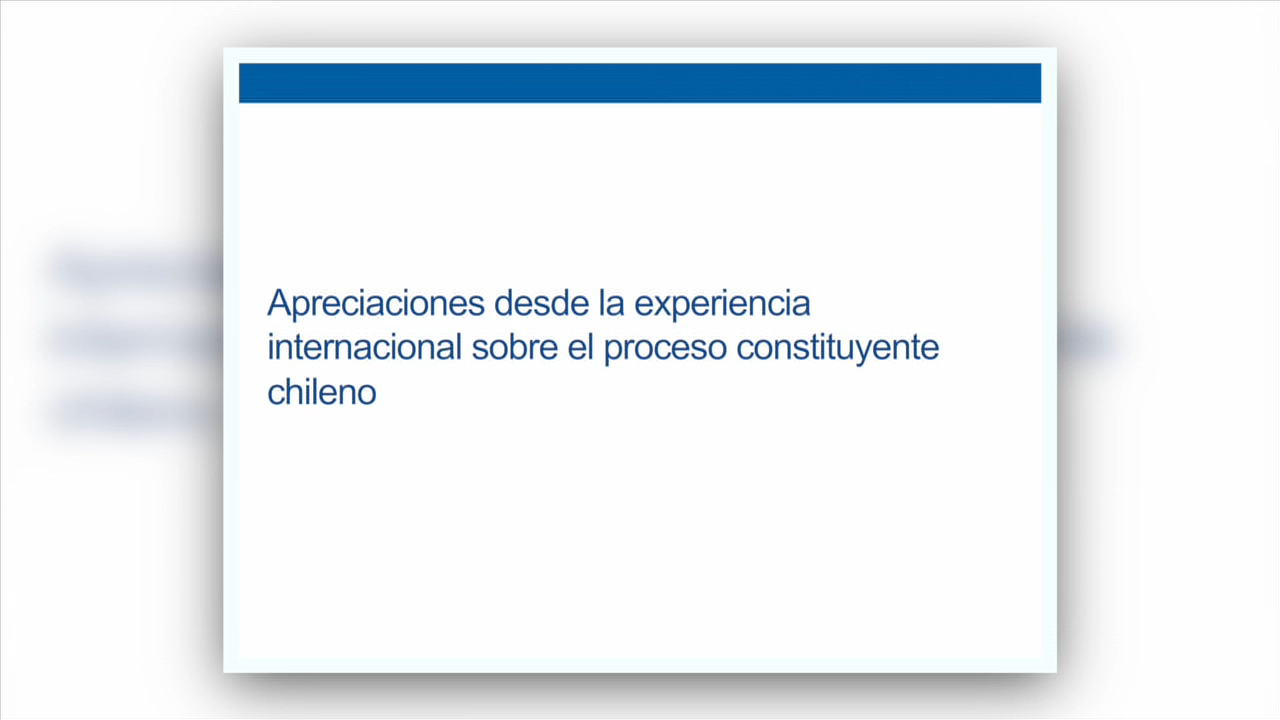 Apreciaciones desde la experiencia
internacional sobre el proceso constituyente
chileno